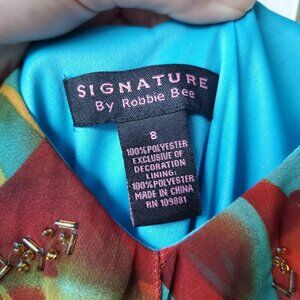 SIGNATURE
By Robbie Bee
8
100% POLYESTER
EXCLUSIVE OF
DECORATION
LINING:
100% POLYESTER
MADE IN CHINA
RN 109881